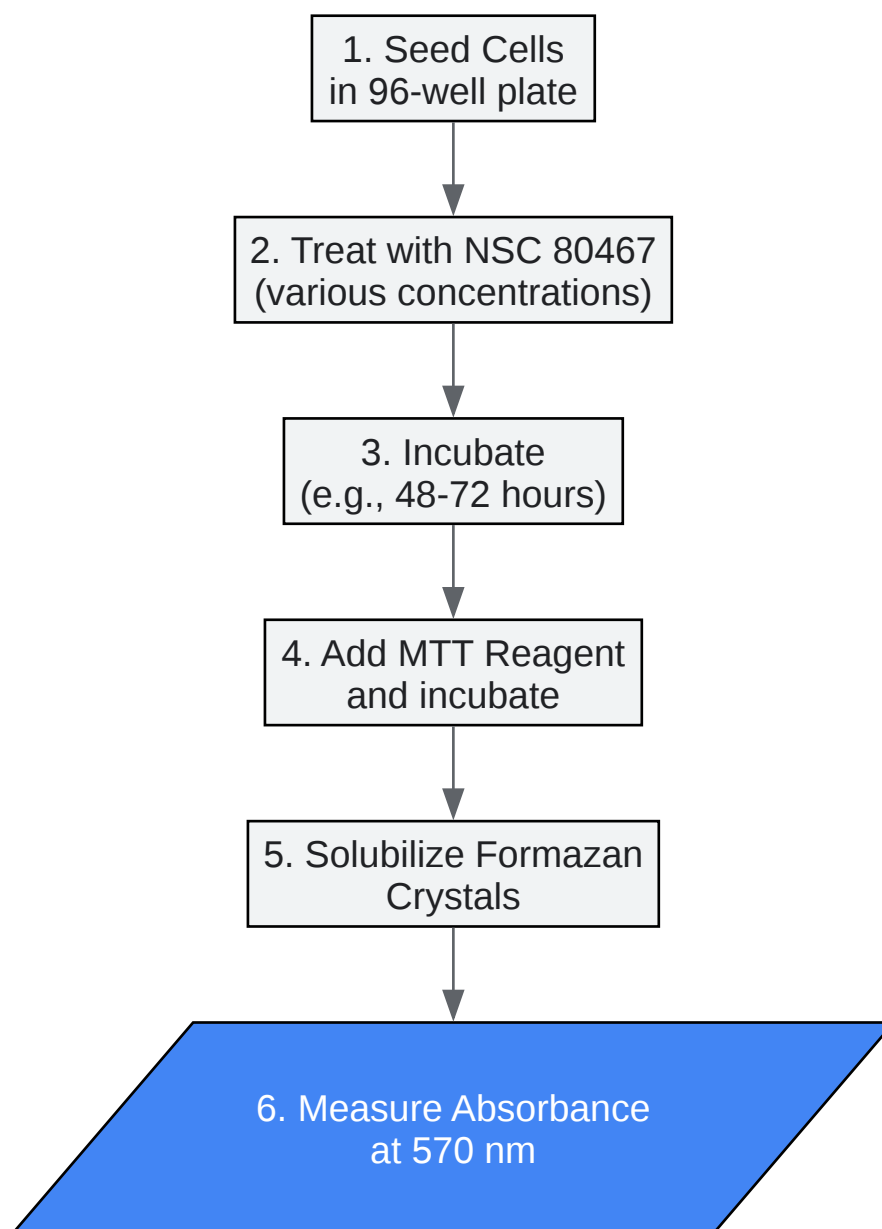 1. Seed Cells
in 96-well plate
2. Treat with NSC 80467
(various concentrations)
3. Incubate
(e.g., 48-72 hours)
4. Add MTT Reagent
and incubate
5. Solubilize Formazan
Crystals
6. Measure Absorbance
at 570 nm